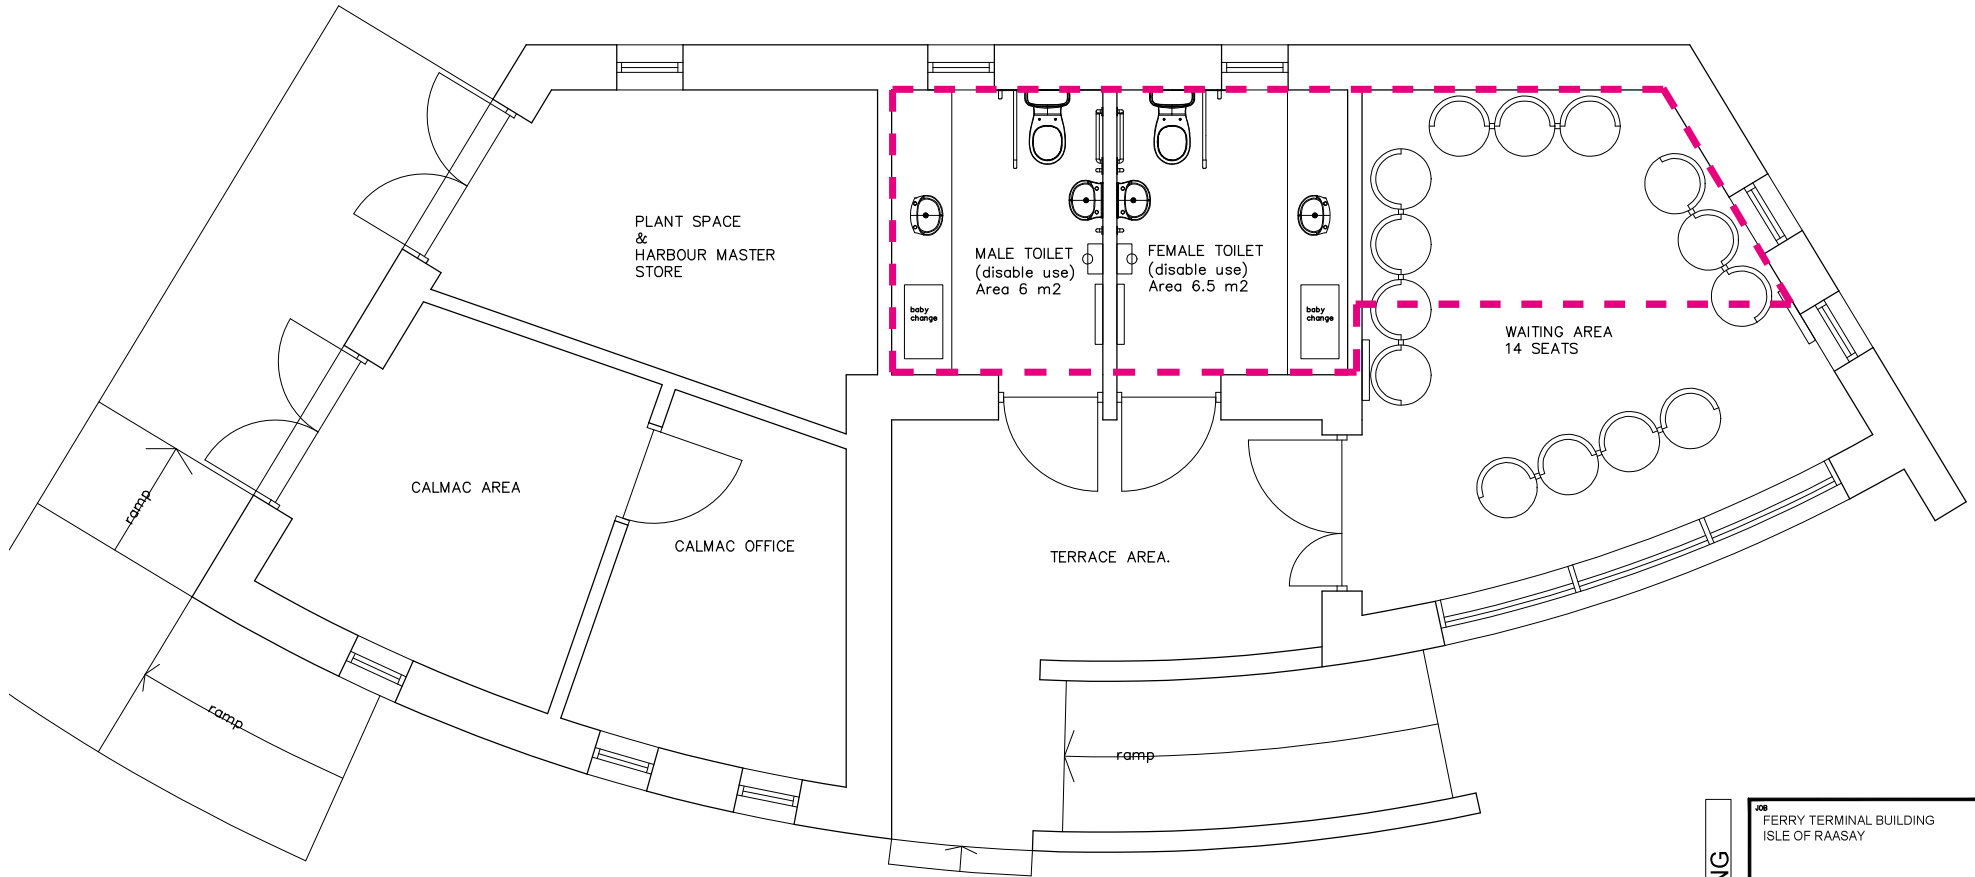 PLANT SPACE
&
HARBOUR MASTER
STORE
MALE TOILET
(disable use)
Area 6 m2
FEMALE TOILET
(disable use)
Area 6.5 m2
baby
change
baby
change
WAITING AREA
14 SEATS
CALMAC AREA
CALMAC OFFICE
TERRACE AREA.
ramp
ramp
ramp
JOB
FERRY TERMINAL BUILDING
ISLE OF RAASAY
NG